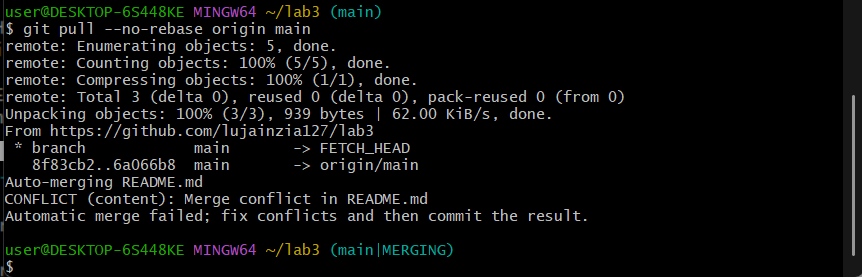 user@DESKTOP-6S448KE MINGW64 ~/lab3 (main)
$ git pull --no-rebase origin main
remote: Enumerating objects: 5, done.
remote: Counting objects: 100% (5/5), done.
remote: Compressing objects: 100% (1/1), done.
remote: Total 3 (delta 0), reused 0 (delta 0), pack-reused 0 (from 0)
Unpacking objects: 100% (3/3), 939 bytes | 62.00 KiB/s, done.
From https://github.com/lujainzia127/lab3
 * branch            main       -> FETCH_HEAD
   8f83cb2..6a066b8  main       -> origin/main
Auto-merging README.md
CONFLICT (content): Merge conflict in README.md
Automatic merge failed; fix conflicts and then commit the result.
user@DESKTOP-6S448KE MINGW64 ~/lab3 (main|MERGING)
$